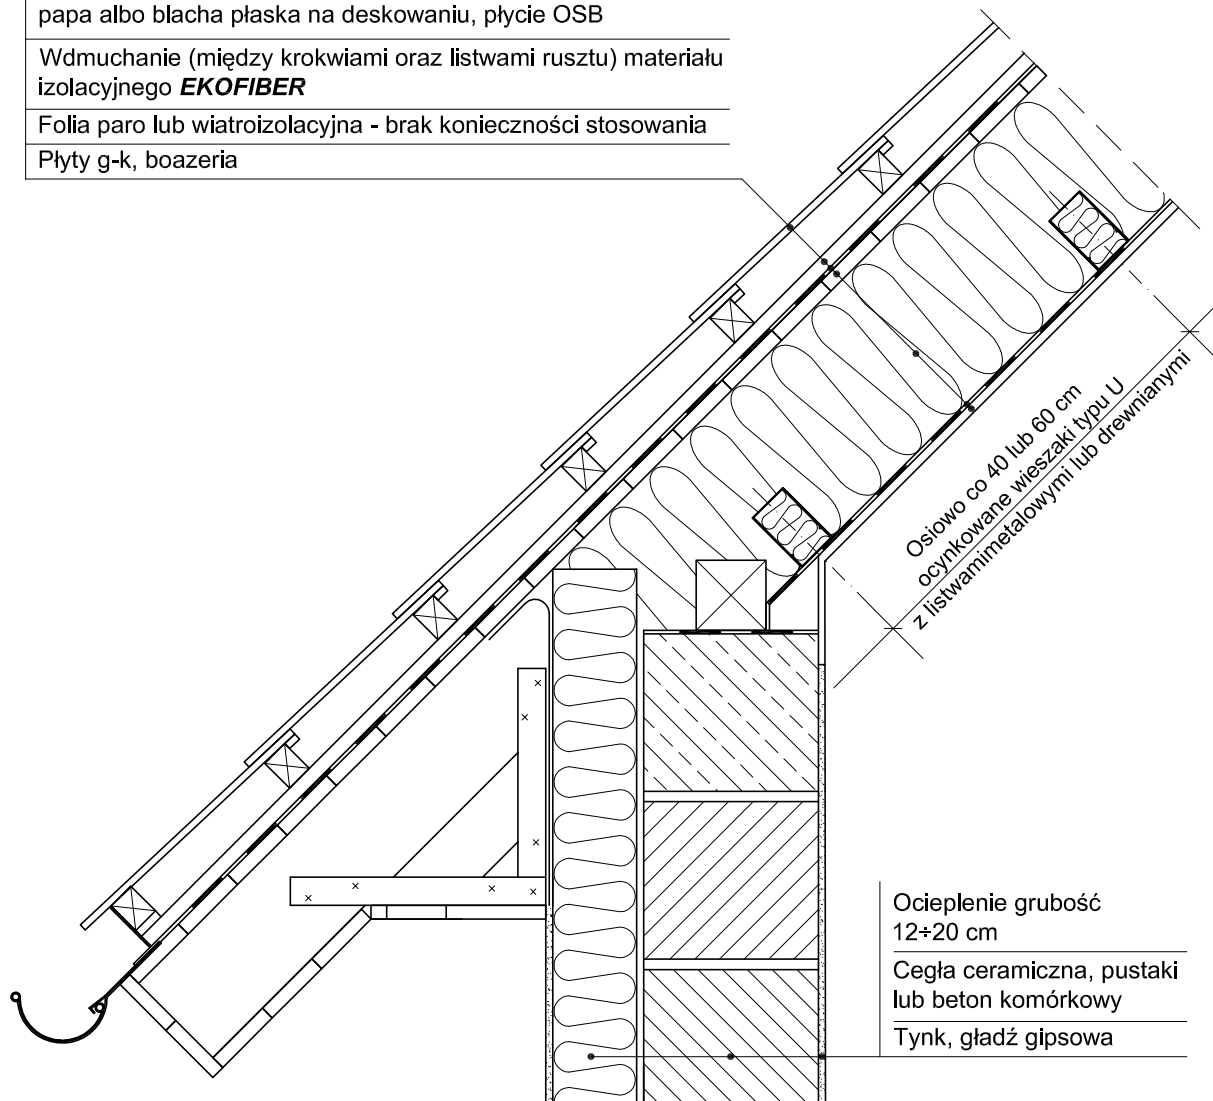 papa albo blacha płaska na deskowaniu, płycie OSB
Wdmuchanie (między krokwiami oraz listwami rusztu) materiału
izolacyjnego EKOFIBER
Folia paro lub wiatroizolacyjna - brak konieczności stosowania
Płyty g-k, boazeria
Osiowo co 40 lub 60 cm
ocynkowane wieszaki typu U
z listwamimetalowymi lub drewnianymi
Ocieplenie grubość
12÷20 cm
Cegła ceramiczna, pustaki
lub beton komórkowy
Tynk, gładź gipsowa